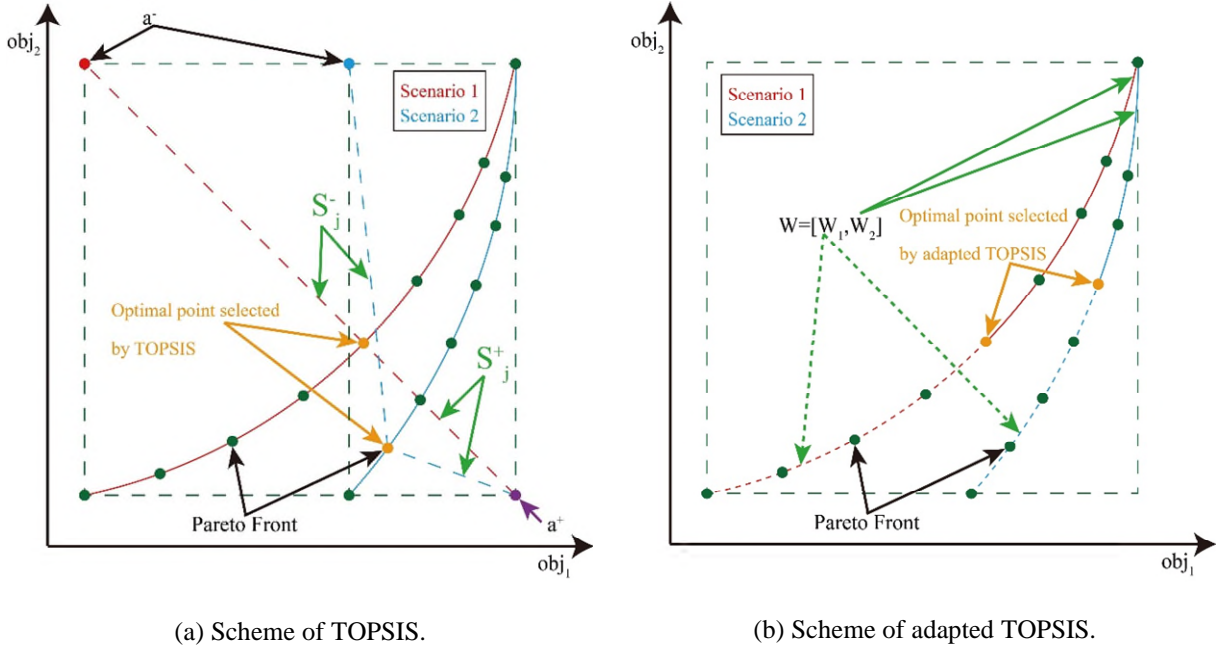 a⁻
obj₂
Scenario 1
Scenario 2
S⁻ⱼ
Optimal point selected
by TOPSIS
S⁺ⱼ
Pareto Front
a⁺
obj₁
(a) Scheme of TOPSIS.
obj₂
Scenario 1
Scenario 2
W=[W₁,W₂]
Optimal point selected
by adapted TOPSIS
Pareto Front
obj₁
(b) Scheme of adapted TOPSIS.